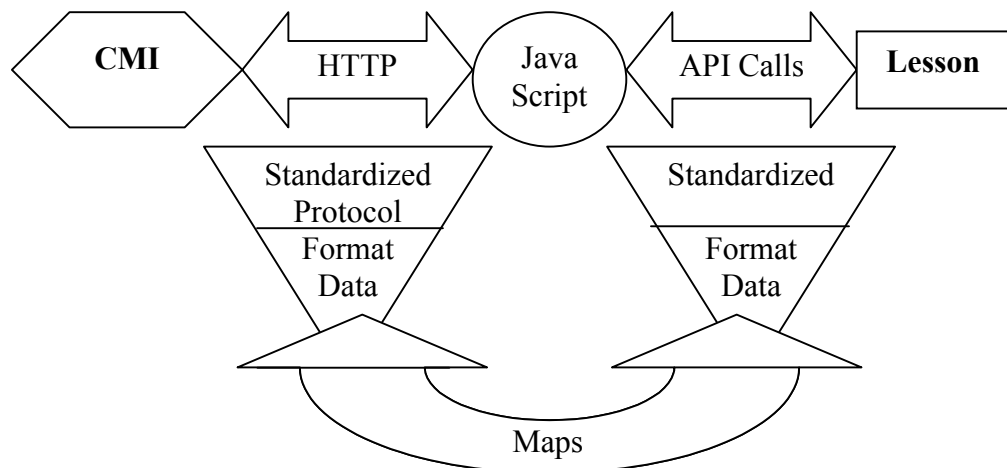 CMI
HTTP
Java
Script
API Calls
Lesson
Standardized
Protocol
Format
Data
Standardized
Format
Data
Maps